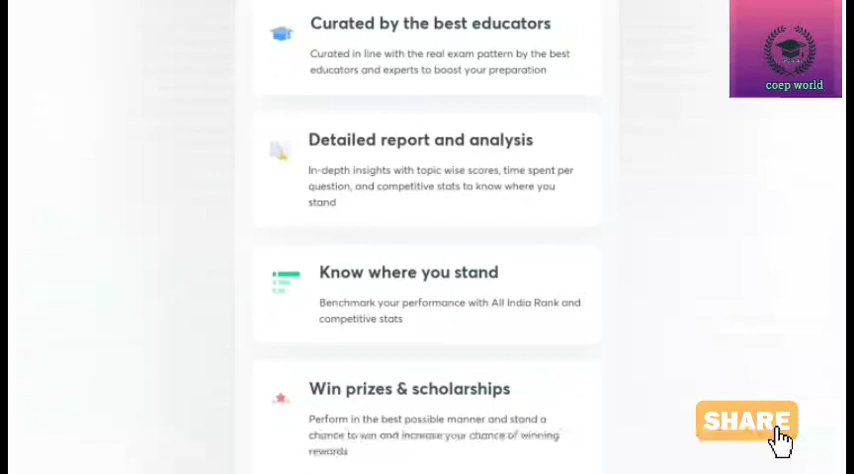 Curated by the best educators
Curated in line with the real exam pattern by the best
educators and experts to boost your preparation
coep world
Detailed report and analysis
In-depth insights with topic wise scores, time spent per
question, and competitive stats to know where you
stand
Know where you stand
Benchmark your performance with All India Rank and
competitive stats
Win prizes & scholarships
Perform in the best possible manner and stand a
chance to win and increase your chance of winning
rewards
SHARE